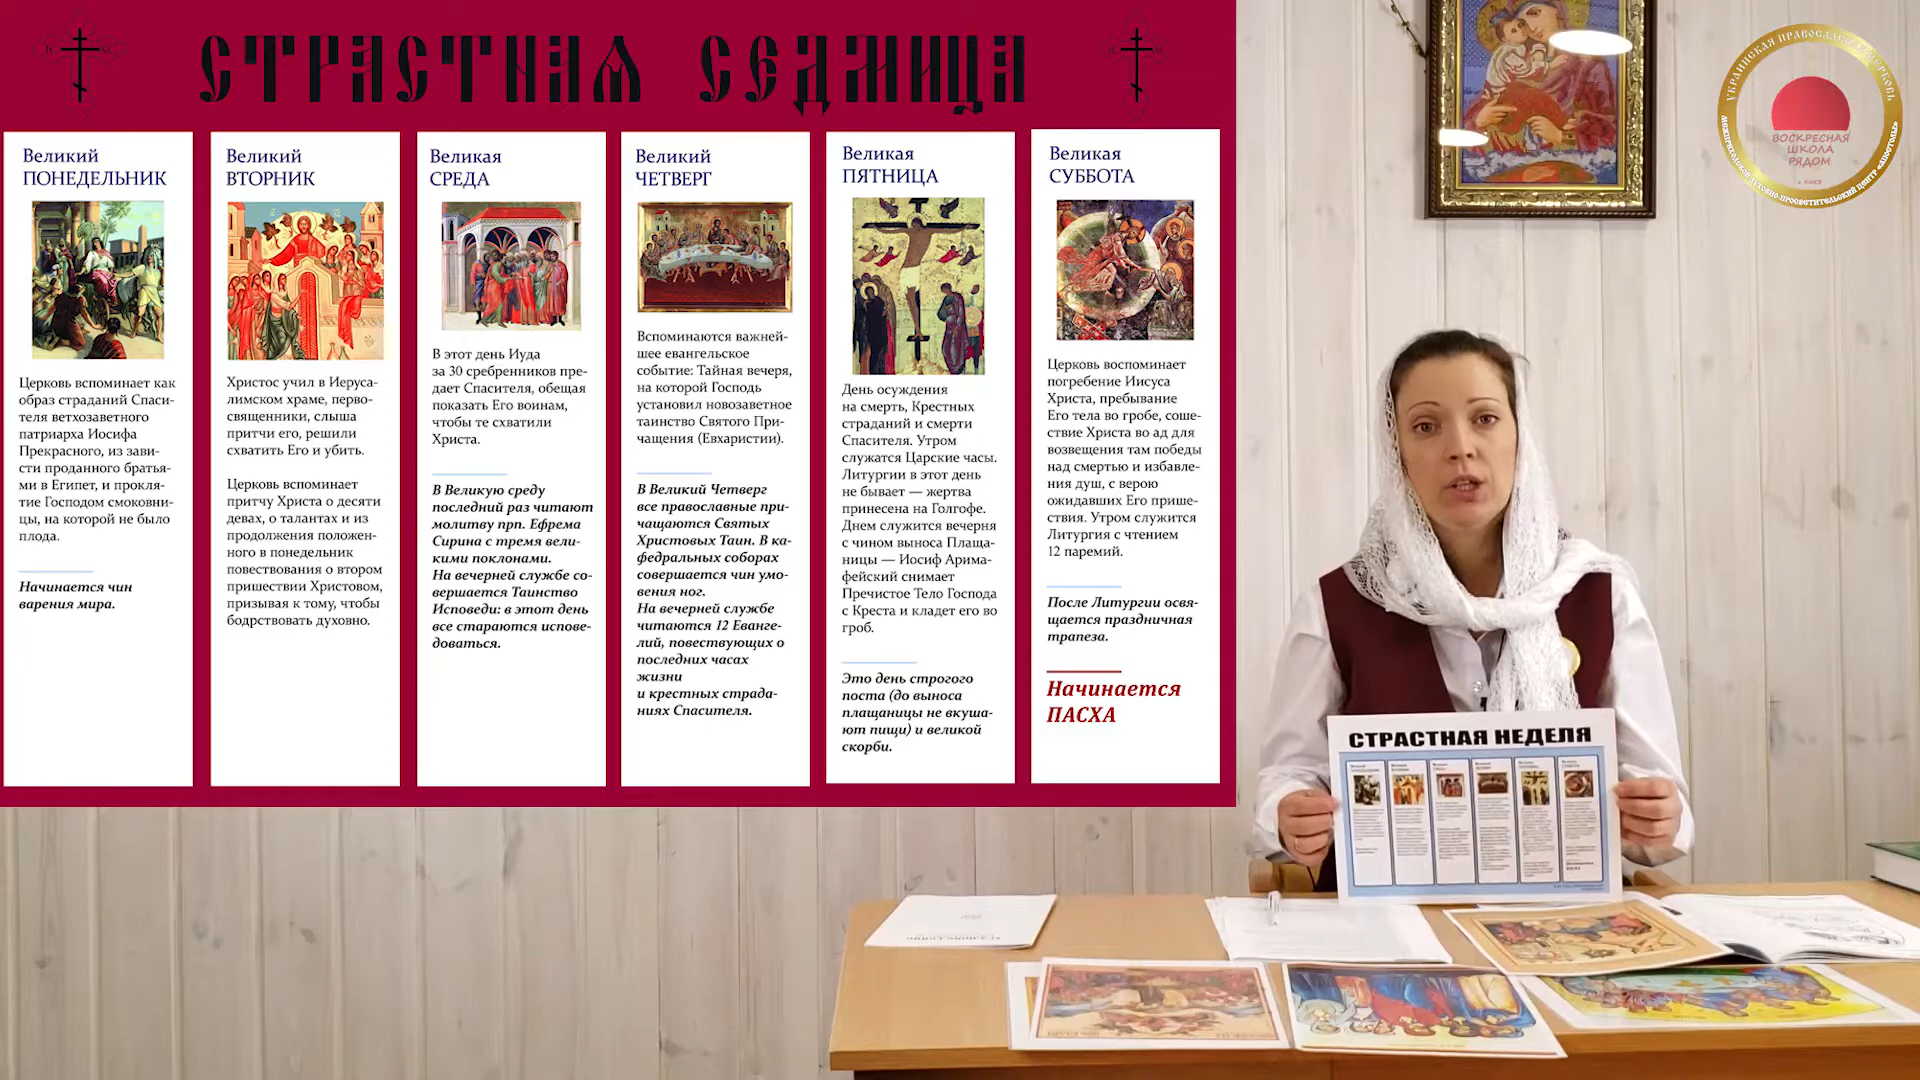 СТРАСТНАЯ СЕДМИЦА
Великий
ПОНЕДЕЛЬНИК
Церковь вспоминает как
образ страданий Спаси-
теля ветхозаветного
патриарха Иосифа
Прекрасного, из зави-
сти проданного братья-
ми в Египет, и прокля-
тие Господом смоковни-
цы, на которой не было
плода.
Начинается чин
варения мира.
Великий
ВТОРНИК
Христос учил в Иеруса-
лимском храме, перво-
священники, слыша
притчи его, решили
схватить Его и убить.
Церковь вспоминает
притчу Христа о десяти
девах, о талантах и из
продолжения положен-
ного в понедельник
повествования о втором
пришествии Христовом,
призывая к тому, чтобы
бодрствовать духовно.
Великая
СРЕДА
В этот день Иуда
за 30 сребренников пре-
дает Спасителя, обещая
показать Его воинам,
чтобы те схватили
Христа.
В Великую среду
последний раз читают
молитву прп. Ефрема
Сирина с тремя вели-
кими поклонами.
На вечерней службе со-
вершается Таинство
Исповеди: в этот день
все стараются испове-
доваться.
Великий
ЧЕТВЕРГ
Вспоминаются важней-
шее евангельское
событие: Тайная вечеря,
на которой Господь
установил новозаветное
таинство Святого При-
чащения (Евхаристии).
В Великий Четверг
все православные при-
чащаются Святых
Христовых Таин. В ка-
федральных соборах
совершается чин умо-
вения ног.
На вечерней службе
читаются 12 Еванге-
лий, повествующих о
последних часах
жизни
и крестных страда-
ниях Спасителя.
Великая
ПЯТНИЦА
День осуждения
на смерть, Крестных
страданий и смерти
Спасителя. Утром
служатся Царские часы.
Литургии в этот день
не бывает — жертва
принесена на Голгофе.
Днем служится вечерня
с чином выноса Плаща-
ницы — Иосиф Арима-
фейский снимает
Пречистое Тело Господа
с Креста и кладет его во
гроб.
Это день строгого
поста (до выноса
плащаницы не вкуша-
ют пищи) и великой
скорби.
Великая
СУББОТА
Церковь воспоминает
погребение Иисуса
Христа, пребывание
Его тела во гробе, соше-
ствие Христа во ад для
возвещения там победы
над смертью и избавле-
ния душ, с верою
ожидавших Его прише-
ствия. Утром служится
Литургия с чтением
12 паремий.
После Литургии освя-
щается праздничная
трапеза.
Начинается
ПАСХА
УКРАИНСКАЯ ПРАВОСЛАВНАЯ ЦЕРКОВЬ
ВОСКРЕСНАЯ
ШКОЛА
РЯДОМ
г. КИЕВ
МЕЖПРИХОДСКОЙ ДУХОВНО-ПРОСВЕТИТЕЛЬСКИЙ ЦЕНТР «АПОСТОЛЫ»
СТРАСТНАЯ НЕДЕЛЯ